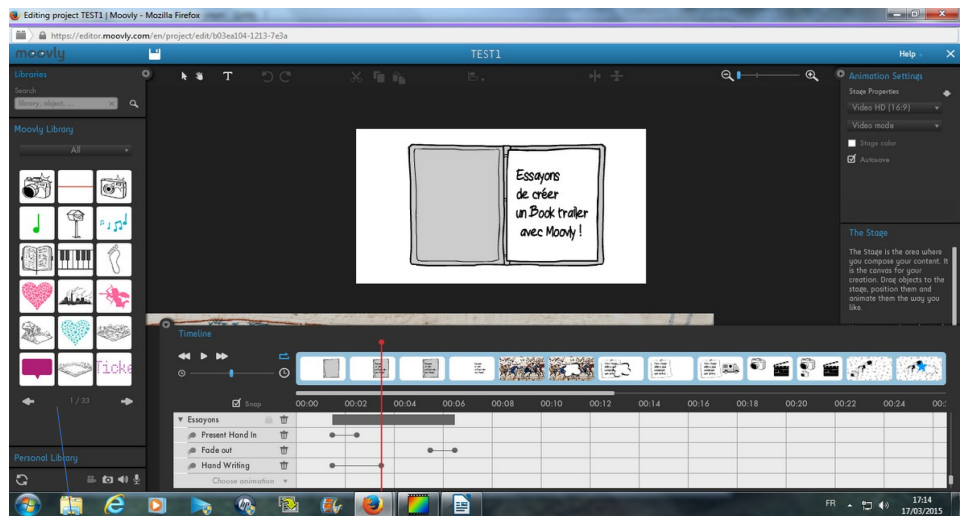 Editing project TEST1 | Moovly - Mozilla Firefox
https://editor.moovly.com/en/project/edit/b03ea104-1213-7e3a
moovly
TEST1
Help
Libraries
Search
library, object, ...
Moovly Library
All
1 / 33
Personal Library
T
Animation Settings
Stage Properties
Video HD (16:9)
Video mode
Stage color
Autosave
The Stage
The Stage is the area where
you compose your content. It
is the canvas for your
creation. Drag objects to the
stage, position them and
animate them the way you
like.
Essayons
de créer
un Book trailer
avec Moovly !
Ticke
Timeline
Snap
00:00 00:02 00:04 00:06 00:08 00:10 00:12 00:14 00:16 00:18 00:20 00:22 00:24 00:
Essayons
Present Hand In
Fade out
Hand Writing
Choose animation
FR
17:14
17/03/2015